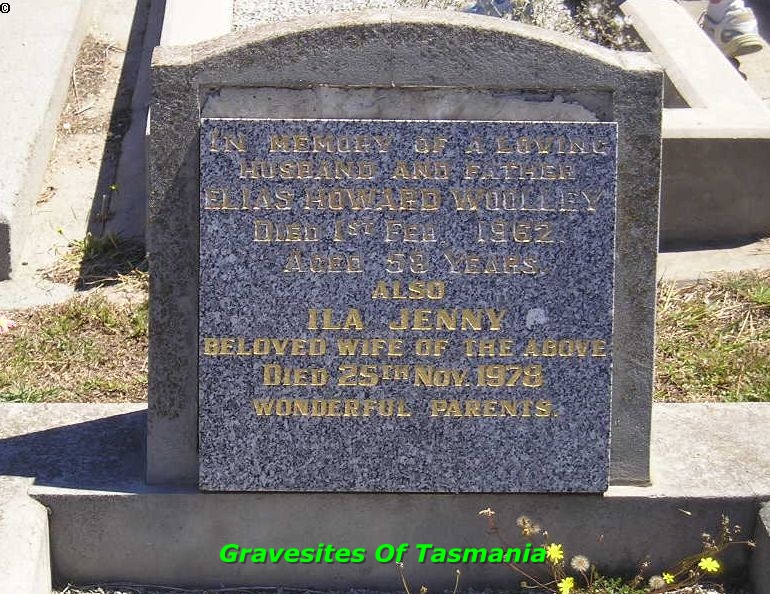 ©
IN MEMORY OF A LOVING
HUSBAND AND FATHER
ELIAS HOWARD WOOLLEY
DIED 1ST FEB. 1962.
AGED 58 YEARS.
ALSO
ILA JENNY
BELOVED WIFE OF THE ABOVE
DIED 25TH NOV. 1978
WONDERFUL PARENTS.
Gravesites Of Tasmania